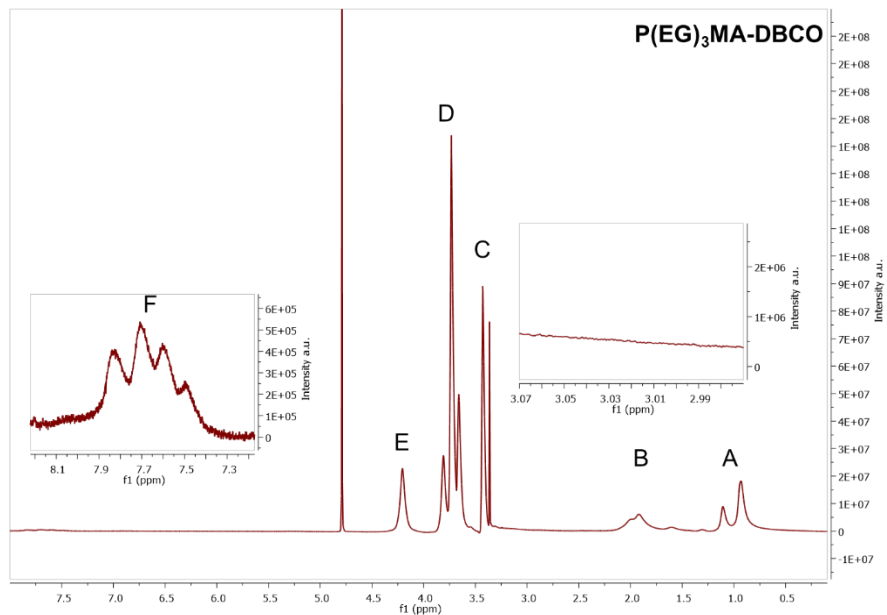 P(EG)₃MA-DBCO
D
C
E
B
A
F
8.1 7.9 7.7 7.5 7.3
f1 (ppm)
6E+05
5E+05
4E+05
3E+05
2E+05
1E+05
0
Intensity a.u.
3.07 3.05 3.03 3.01 2.99
f1 (ppm)
2E+06
1E+06
0
Intensity a.u.
2E+08
2E+08
2E+08
2E+08
1E+08
1E+08
1E+08
1E+08
1E+08
9E+07
8E+07
7E+07
6E+07
5E+07
4E+07
3E+07
2E+07
1E+07
0
-1E+07
Intensity a.u.
7.5 7.0 6.5 6.0 5.5 5.0 4.5 4.0 3.5 3.0 2.5 2.0 1.5 1.0 0.5
f1 (ppm)